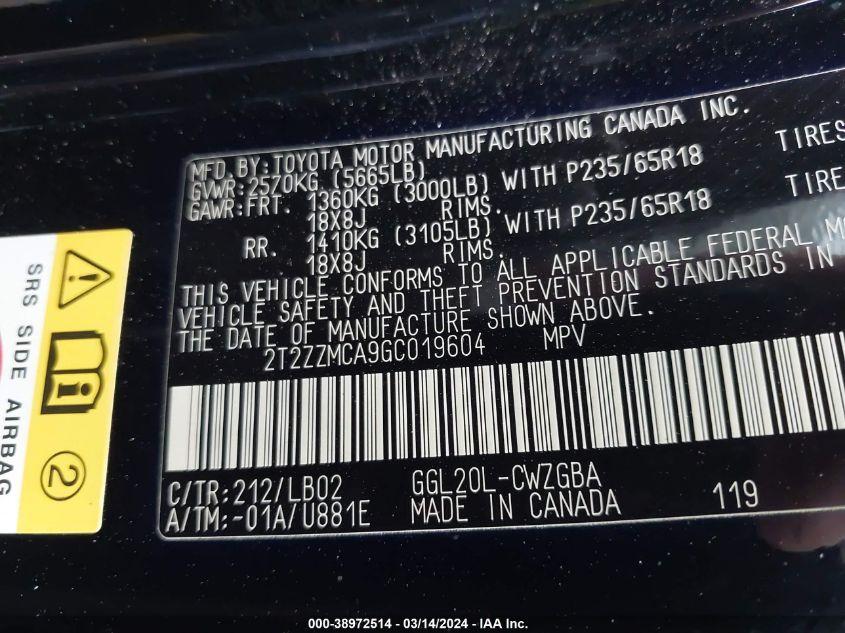 MFD.BY:TOYOTA MOTOR MANUFACTURING CANADA INC.
GVWR:2570KG (5665LB)
GAWR:FRT. 1360KG (3000LB) WITH P235/65R18 TIRES
18X8J RIMS.
RR. 1410KG (3105LB) WITH P235/65R18 TIRE
18X8J RIMS.
THIS VEHICLE CONFORMS TO ALL APPLICABLE FEDERAL MO
VEHICLE SAFETY AND THEFT PREVENTION STANDARDS IN
THE DATE OF MANUFACTURE SHOWN ABOVE.
2T2ZZMCA9GC019604 MPV
C/TR:212/LB02 GGL20L-CWZGBA
A/TM:-01A/U881E MADE IN CANADA 119
SRS SIDE AIRBAG
2
000-38972514 - 03/14/2024 - IAA Inc.